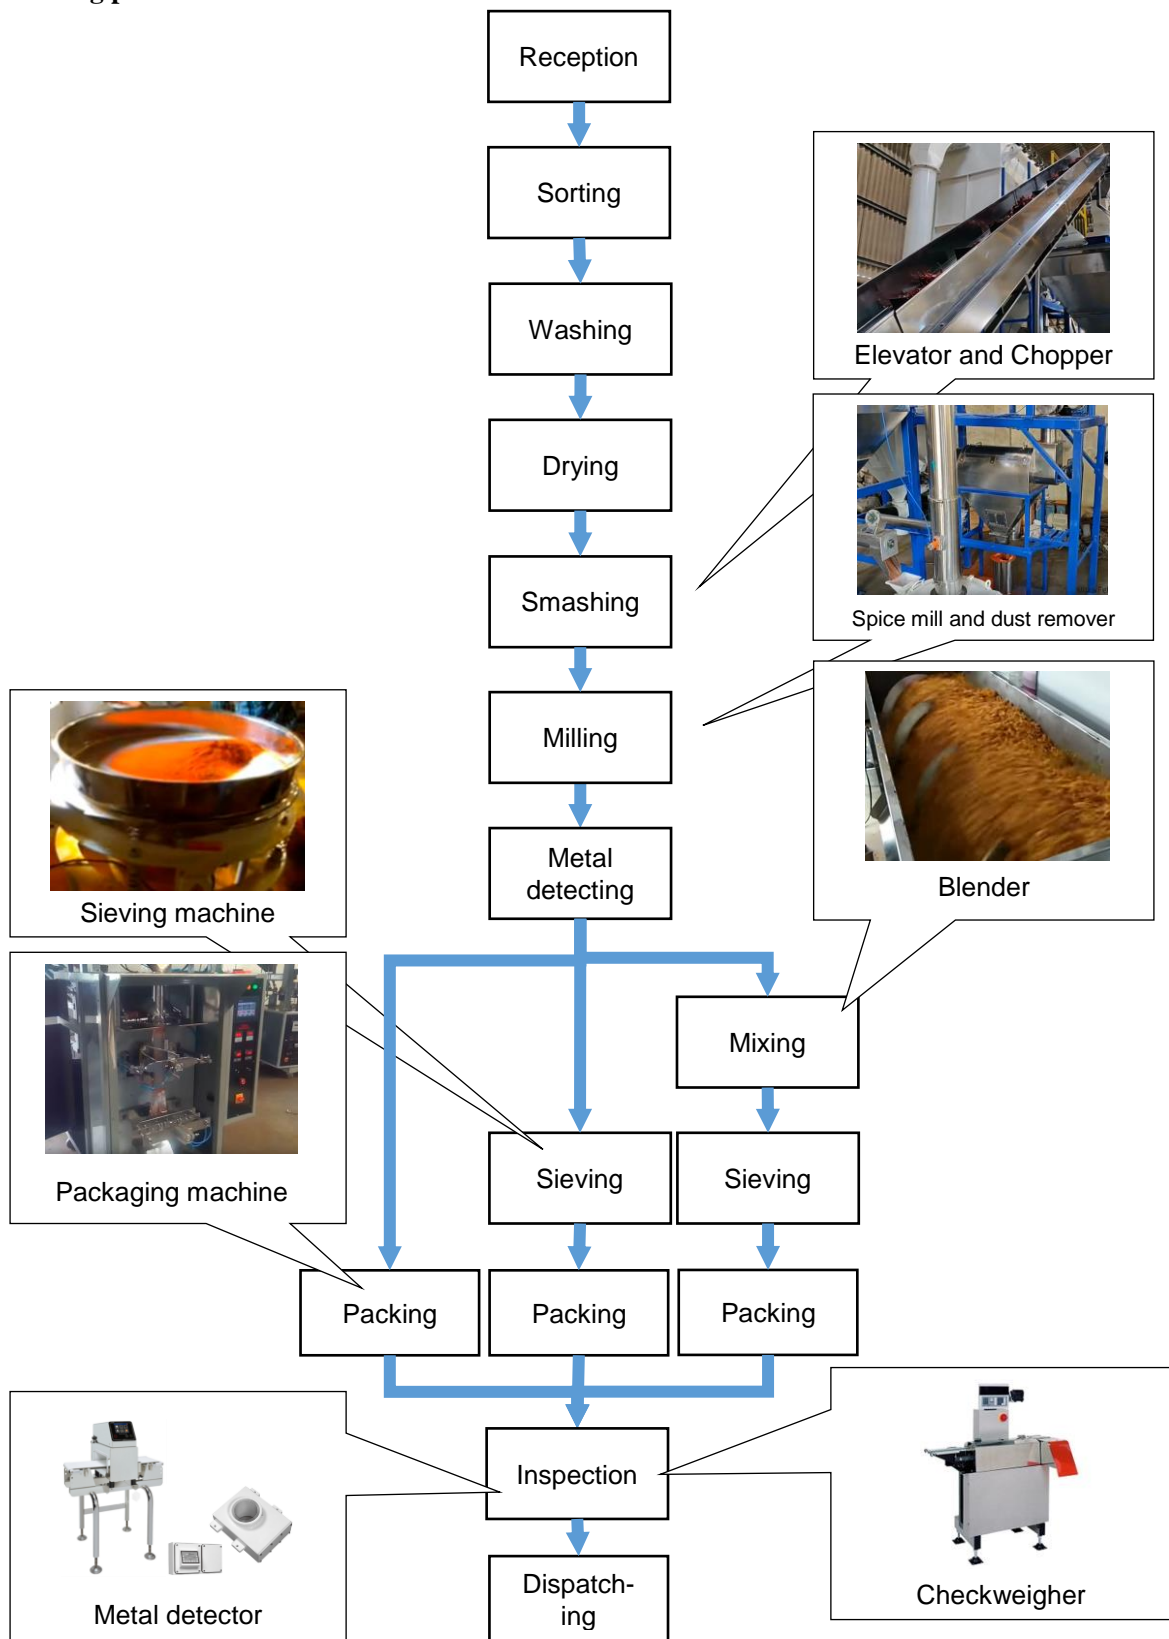 Reception
Sorting
Elevator and Chopper
Washing
Drying
Spice mill and dust remover
Smashing
Milling
Sieving machine
Metal
detecting
Blender
Mixing
Packaging machine
Sieving
Sieving
Packing
Packing
Packing
Inspection
Metal detector
Dispatch-
ing
Checkweigher